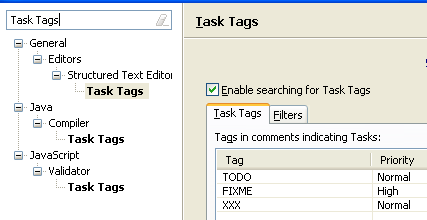 Task Tags
General
Editors
Structured Text Editor
Task Tags
Java
Compiler
Task Tags
JavaScript
Validator
Task Tags
Task Tags
Enable searching for Task Tags
Task Tags Filters
Tags in comments indicating Tasks:
Tag Priority
TODO Normal
FIXME High
XXX Normal